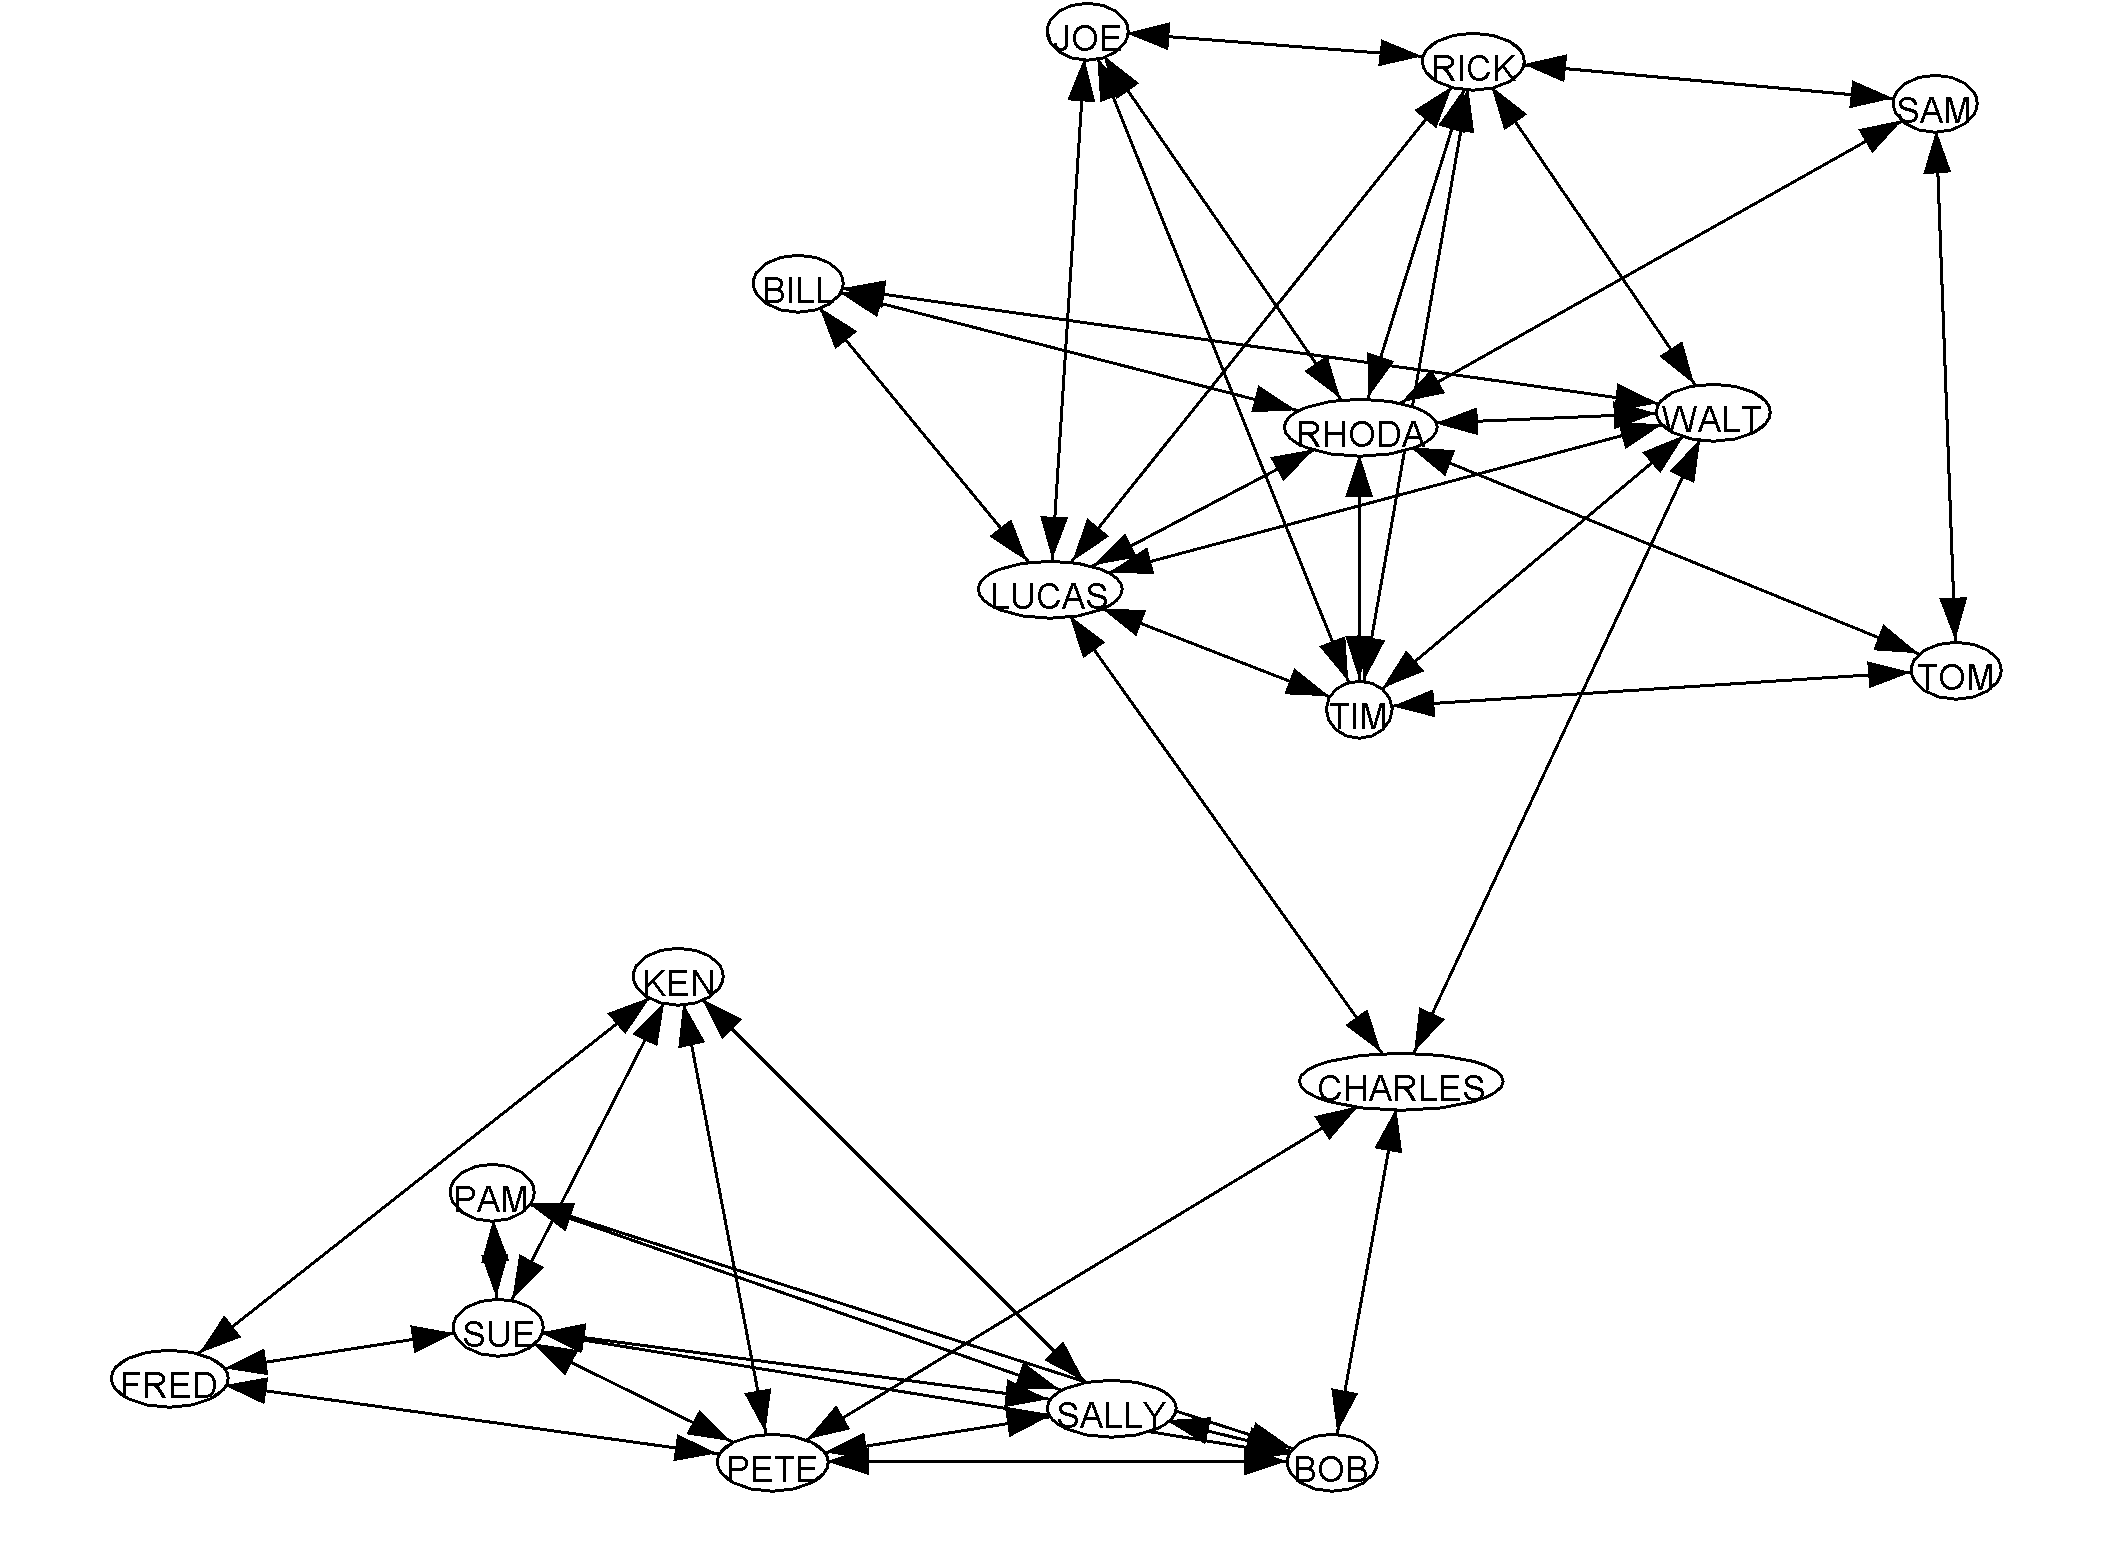 JOE
RICK
SAM
BILL
RHODA
WALT
LUCAS
TIM
TOM
KEN
CHARLES
PAM
SUE
FRED
SALLY
PETE
BOB